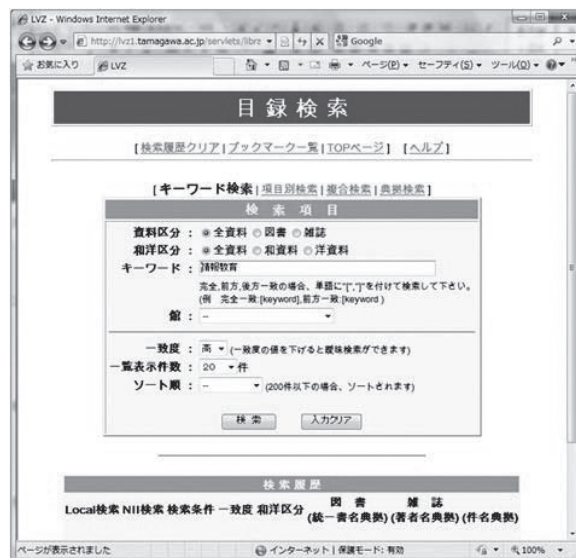 LVZ - Windows Internet Explorer
http://lvz1.tamagawa.ac.jp/servlets/librz
Google
お気に入り LVZ ページ(P) セーフティ(S) ツール(O)
目録検索
[検索履歴クリア|ブックマーク一覧|TOPページ] [ヘルプ]
[キーワード検索|項目別検索|複合検索|典拠検索]
検索項目
資料区分 : 全資料 図書 雑誌
和洋区分 : 全資料 和資料 洋資料
キーワード : 情報教育
完全,前方,後方一致の場合、単語に"[","]"を付けて検索して下さい。
(例 完全一致:[keyword],前方一致:[keyword )
館 : --
一致度 : 高 (一致度の値を下げると曖昧検索ができます)
一覧表示件数 : 20 件
ソート順 : -- (200件以下の場合、ソートされます)
検索 入力クリア
検索履歴
Local検索 NII検索 検索条件 一致度 和洋区分 図書 雑誌
(統一書名典拠) (著者名典拠) (件名典拠)
ページが表示されました インターネット | 保護モード: 有効 100%